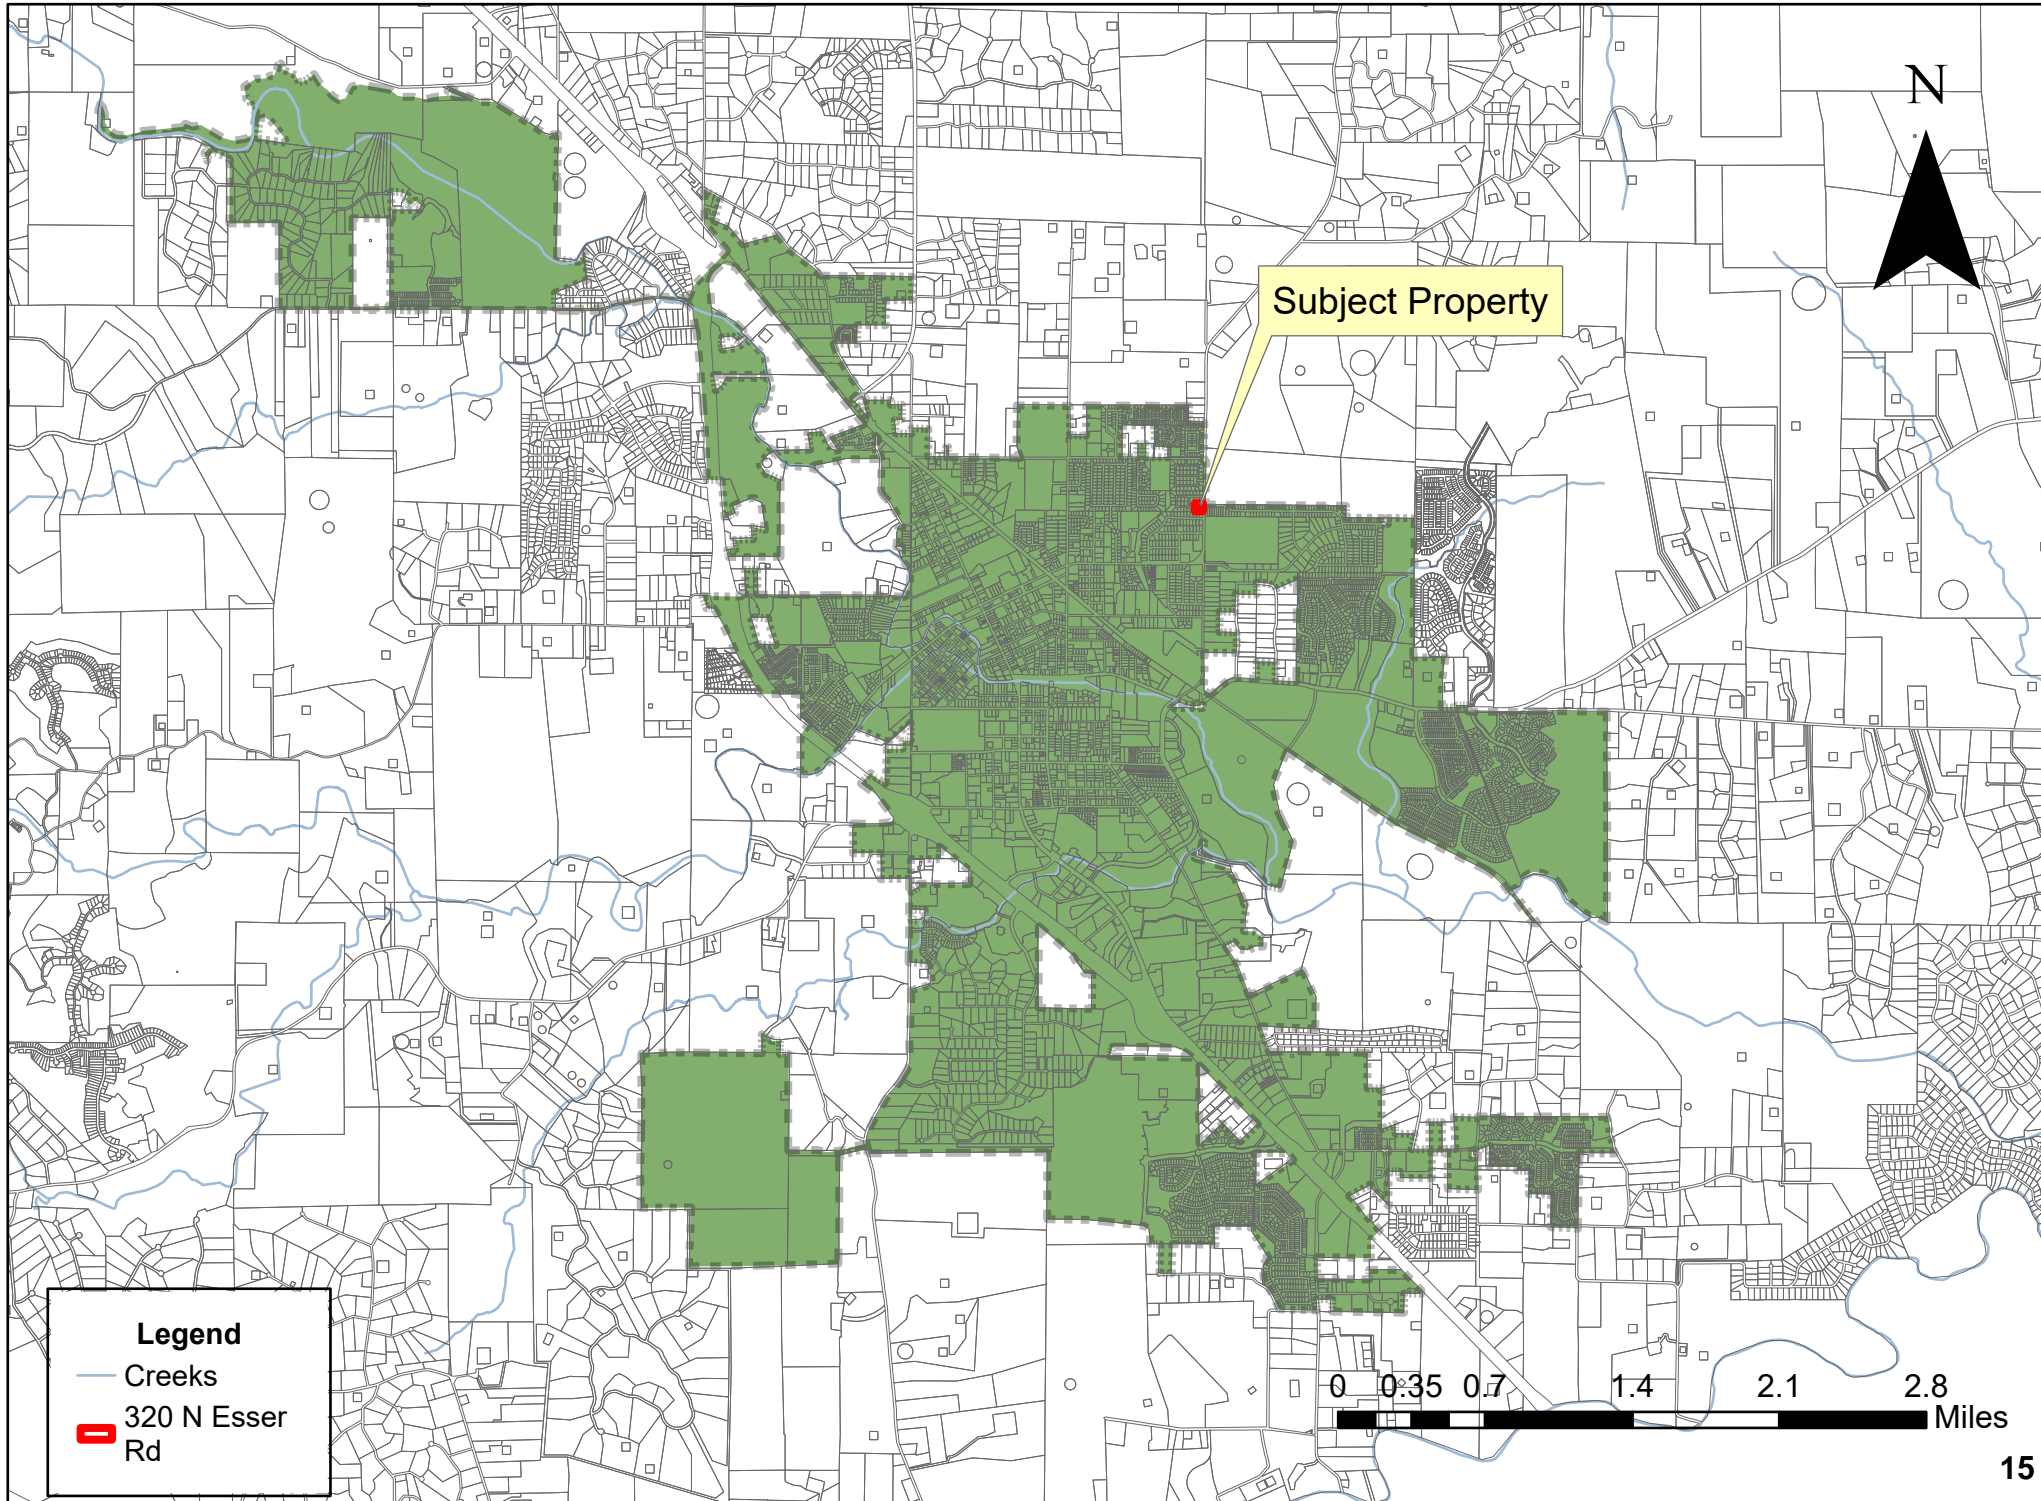 N
Subject Property
Legend
Creeks
320 N Esser
Rd
0 0.35 0.7 1.4 2.1 2.8
Miles
15